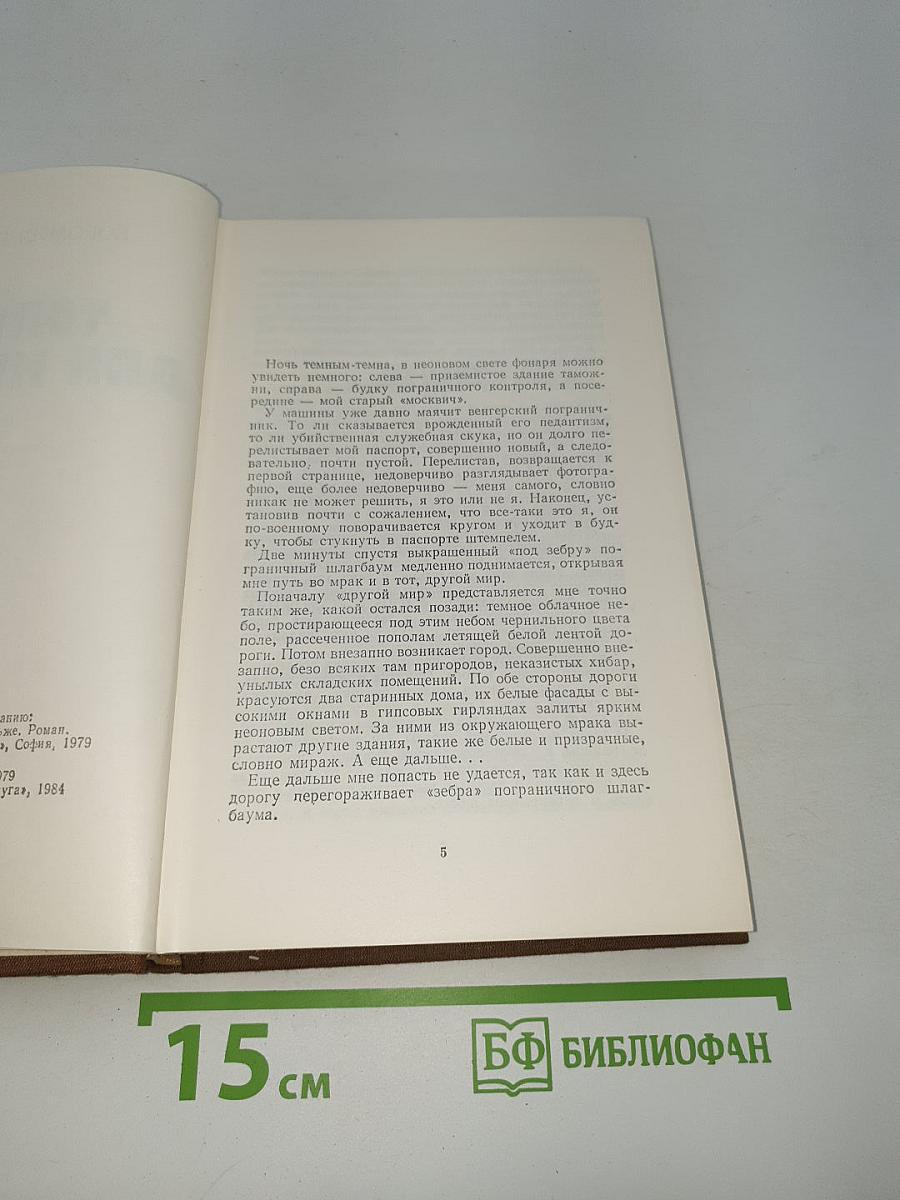 анию:
же. Роман.
», София, 1979
979
уга», 1984
Ночь темным-темна, в неоновом свете фонаря можно
увидеть немного: слева — приземистое здание тамож-
ни, справа — будку пограничного контроля, а посе-
редине — мой старый «москвич».
У машины уже давно маячит венгерский погранич-
ник. То ли сказывается врожденный его педантизм,
то ли убийственная служебная скука, но он долго пе-
релистывает мой паспорт, совершенно новый, а следо-
вательно, почти пустой. Перелистав, возвращается к
первой странице, недоверчиво разглядывает фотогра-
фию, еще более недоверчиво — меня самого, словно
никак не может решить, я это или не я. Наконец, ус-
тановив почти с сожалением, что все-таки это я, он
по-военному поворачивается кругом и уходит в буд-
ку, чтобы стукнуть в паспорте штемпелем.
Две минуты спустя выкрашенный «под зебру» по-
граничный шлагбаум медленно поднимается, открывая
мне путь во мрак и в тот, другой мир.
Поначалу «другой мир» представляется мне точно
таким же, какой остался позади: темное облачное не-
бо, простирающееся под этим небом чернильного цвета
поле, рассеченное пополам летящей белой лентой до-
роги. Потом внезапно возникает город. Совершенно вне-
запно, безо всяких там пригородов, неказистых хибар,
унылых складских помещений. По обе стороны дороги
красуются два старинных дома, их белые фасады с вы-
сокими окнами в гипсовых гирляндах залиты ярким
неоновым светом. За ними из окружающего мрака вы-
растают другие здания, такие же белые и призрачные,
словно мираж. А еще дальше. . .
Еще дальше мне попасть не удается, так как и здесь
дорогу перегораживает «зебра» пограничного шлаг-
баума.
5
15 см
БФ БИБЛИОФАН